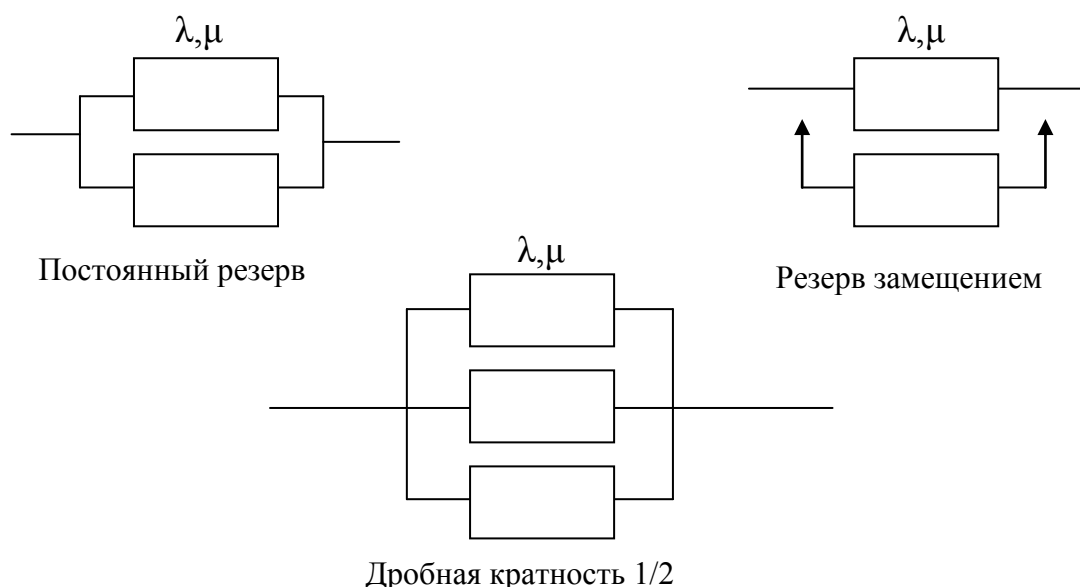 λ,μ
Постоянный резерв
λ,μ
Резерв замещением
λ,μ
Дробная кратность 1/2